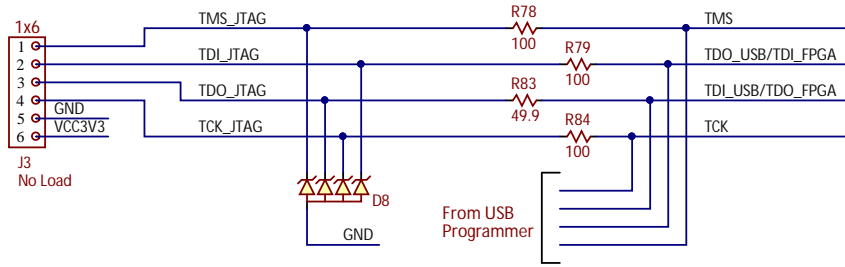 1x6
1
2
3
4
5
6
J3
No Load
TMS_JTAG
TDI_JTAG
TDO_JTAG
TCK_JTAG
GND
VCC3V3
R78
100
R79
100
R83
49.9
R84
100
TMS
TDO_USB/TDI_FPGA
TDI_USB/TDO_FPGA
TCK
D8
GND
From USB
Programmer